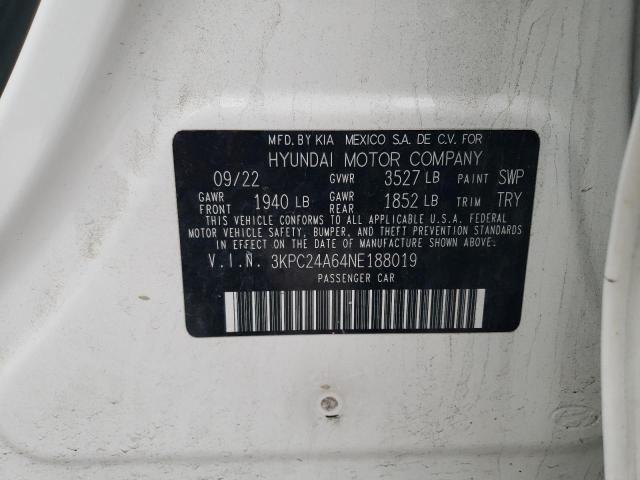 MFD. BY KIA MEXICO S.A. DE C.V. FOR
HYUNDAI MOTOR COMPANY
09/22 GVWR 3527 LB PAINT SWP
GAWR FRONT 1940 LB GAWR REAR 1852 LB TRIM TRY
THIS VEHICLE CONFORMS TO ALL APPLICABLE U.S.A. FEDERAL
MOTOR VEHICLE SAFETY, BUMPER, AND THEFT PREVENTION STANDARDS
IN EFFECT ON THE DATE OF MANUFACTURE SHOWN ABOVE.
V.I.N. 3KPC24A64NE188019
PASSENGER CAR